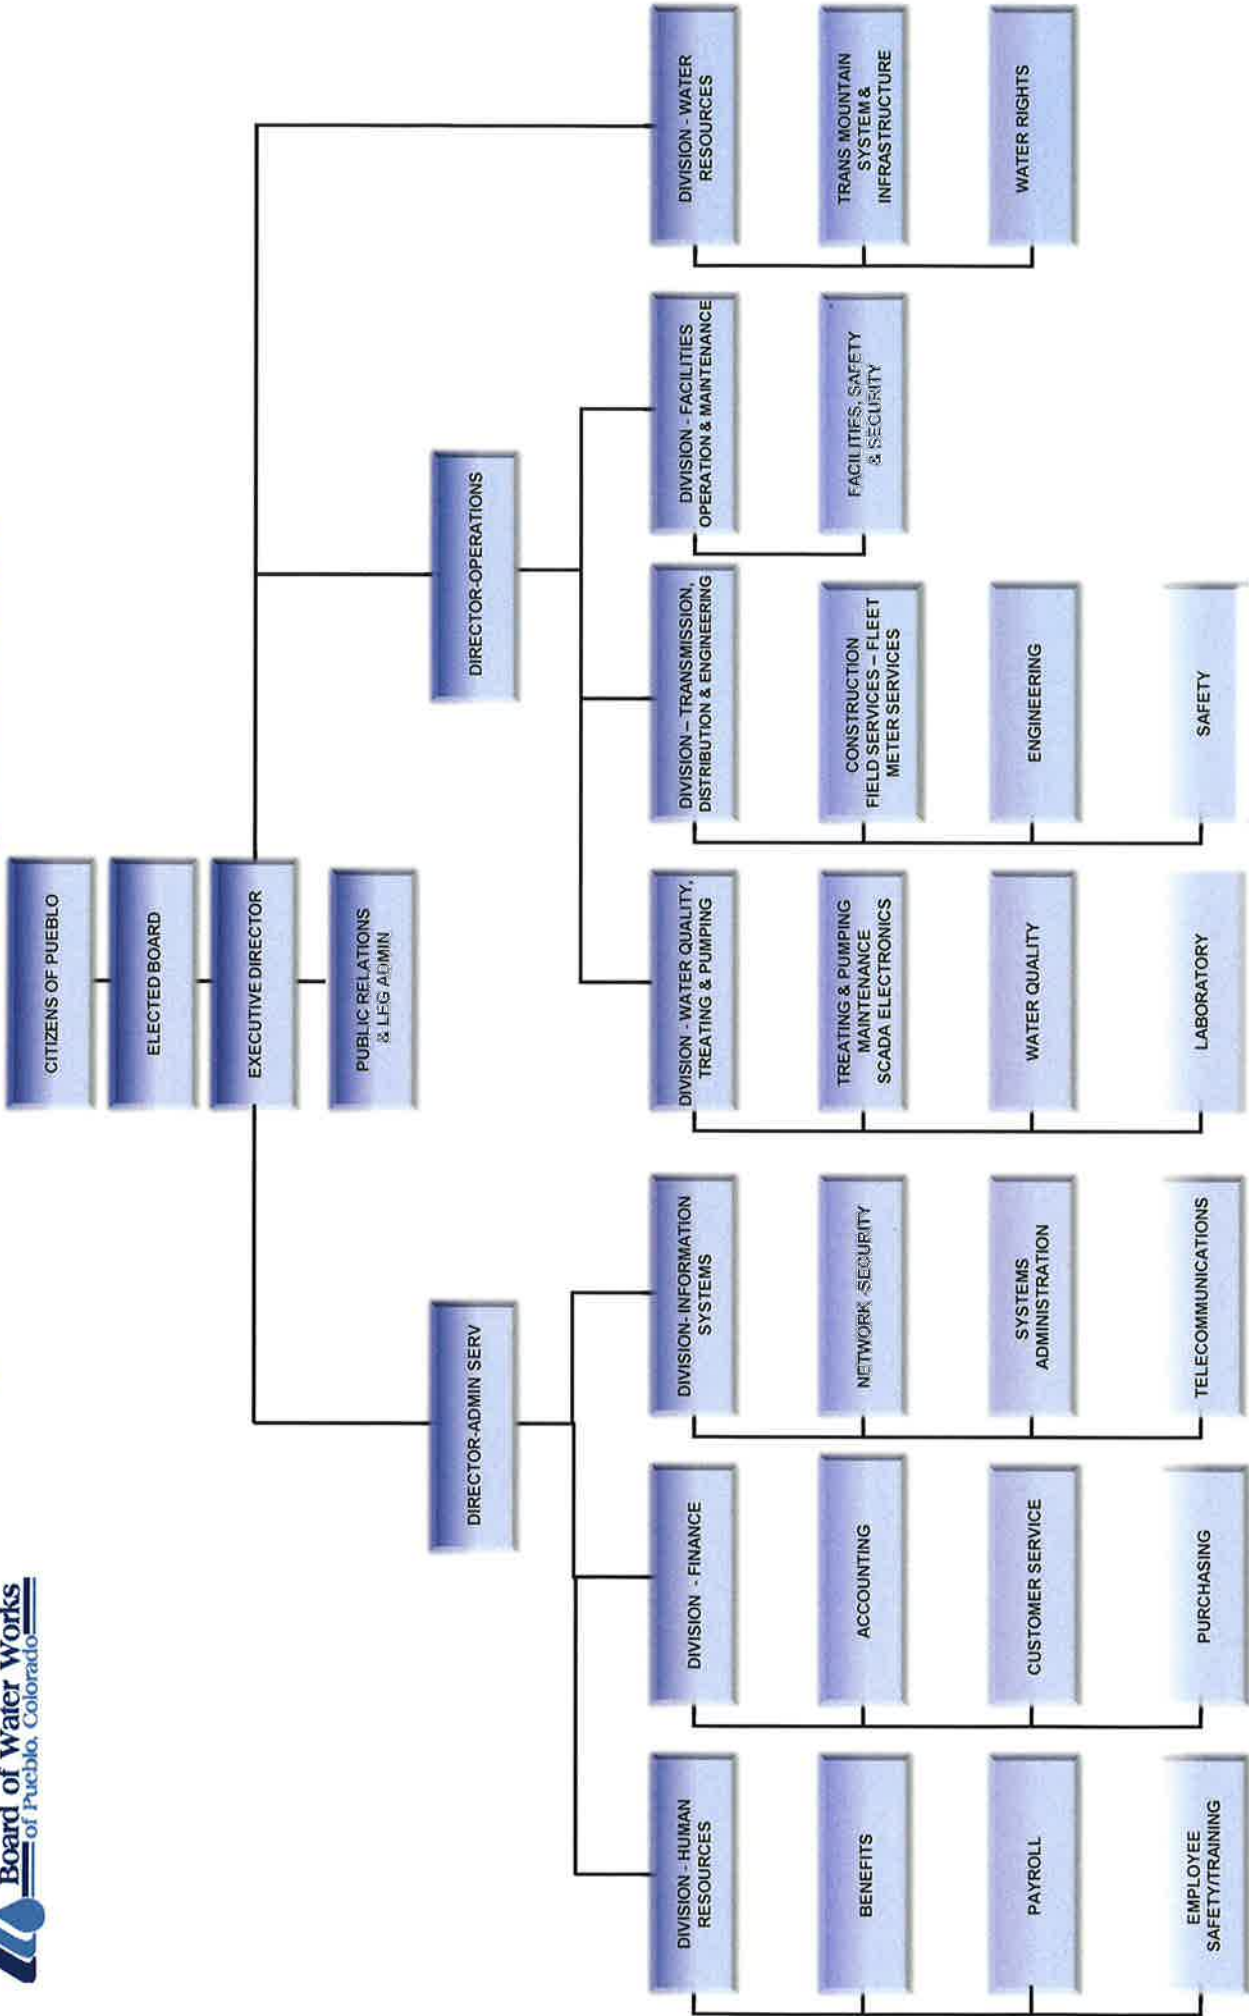 Board of Water Works
of Pueblo, Colorado
CITIZENS OF PUEBLO
ELECTED BOARD
EXECUTIVE DIRECTOR
PUBLIC RELATIONS
& LEG ADMIN
DIRECTOR-ADMIN SERV
DIRECTOR-OPERATIONS
DIVISION - HUMAN
RESOURCES
DIVISION - FINANCE
DIVISION- INFORMATION
SYSTEMS
DIVISION - WATER QUALITY,
TREATING & PUMPING
DIVISION – TRANSMISSION,
DISTRIBUTION & ENGINEERING
DIVISION - FACILITIES
OPERATION & MAINTENANCE
DIVISION - WATER
RESOURCES
BENEFITS
ACCOUNTING
NETWORK -SECURITY
TREATING & PUMPING
MAINTENANCE
SCADA ELECTRONICS
CONSTRUCTION
FIELD SERVICES – FLEET
METER SERVICES
FACILITIES, SAFETY
& SECURITY
TRANS MOUNTAIN
SYSTEM &
INFRASTRUCTURE
PAYROLL
CUSTOMER SERVICE
SYSTEMS
ADMINISTRATION
WATER QUALITY
ENGINEERING
WATER RIGHTS
EMPLOYEE
SAFETY/TRAINING
PURCHASING
TELECOMMUNICATIONS
LABORATORY
SAFETY